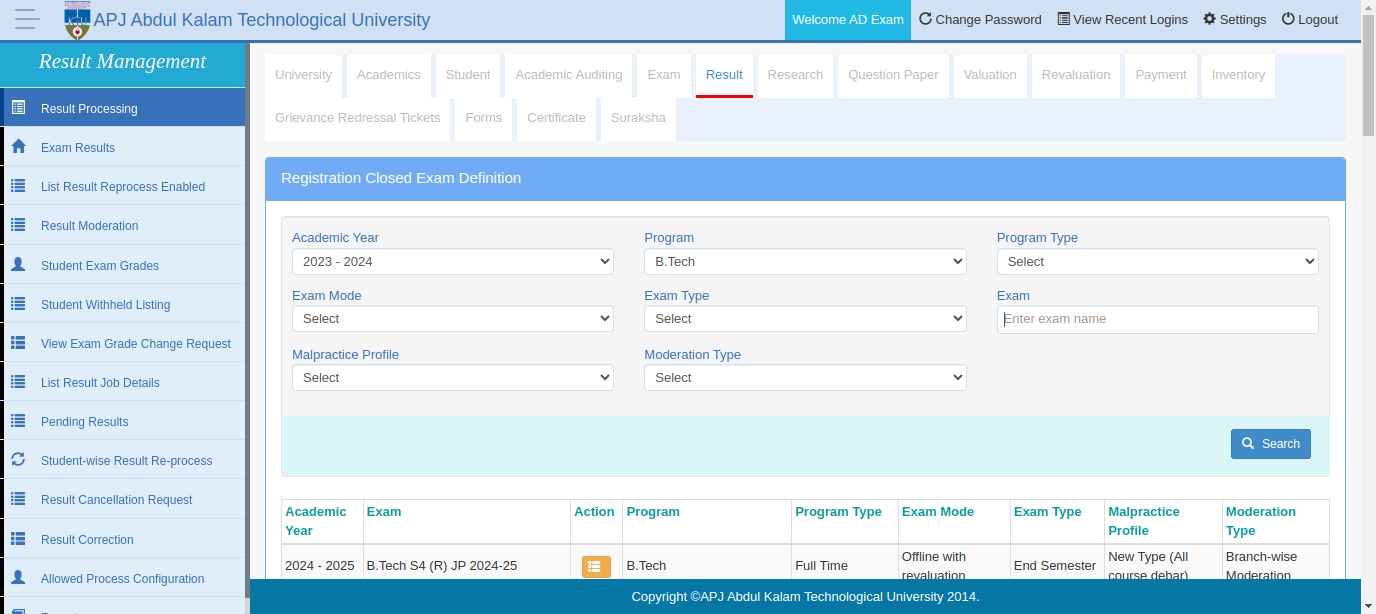 APJ Abdul Kalam Technological University
Welcome AD Exam Change Password View Recent Logins Settings Logout
Result Management
Result Processing
Exam Results
List Result Reprocess Enabled
Result Moderation
Student Exam Grades
Student Withheld Listing
View Exam Grade Change Request
List Result Job Details
Pending Results
Student-wise Result Re-process
Result Cancellation Request
Result Correction
Allowed Process Configuration
University Academics Student Academic Auditing Exam Result Research Question Paper Valuation Revaluation Payment Inventory
Grievance Redressal Tickets Forms Certificate Suraksha
Registration Closed Exam Definition
Academic Year Program Program Type
2023 - 2024 B.Tech Select
Exam Mode Exam Type Exam
Select Select Enter exam name
Malpractice Profile Moderation Type
Select Select
Search
Academic Year Exam Action Program Program Type Exam Mode Exam Type Malpractice Profile Moderation Type
2024 - 2025 B.Tech S4 (R) JP 2024-25 B.Tech Full Time Offline with revaluation End Semester New Type (All course debar) Branch-wise Moderation
Copyright ©APJ Abdul Kalam Technological University 2014.